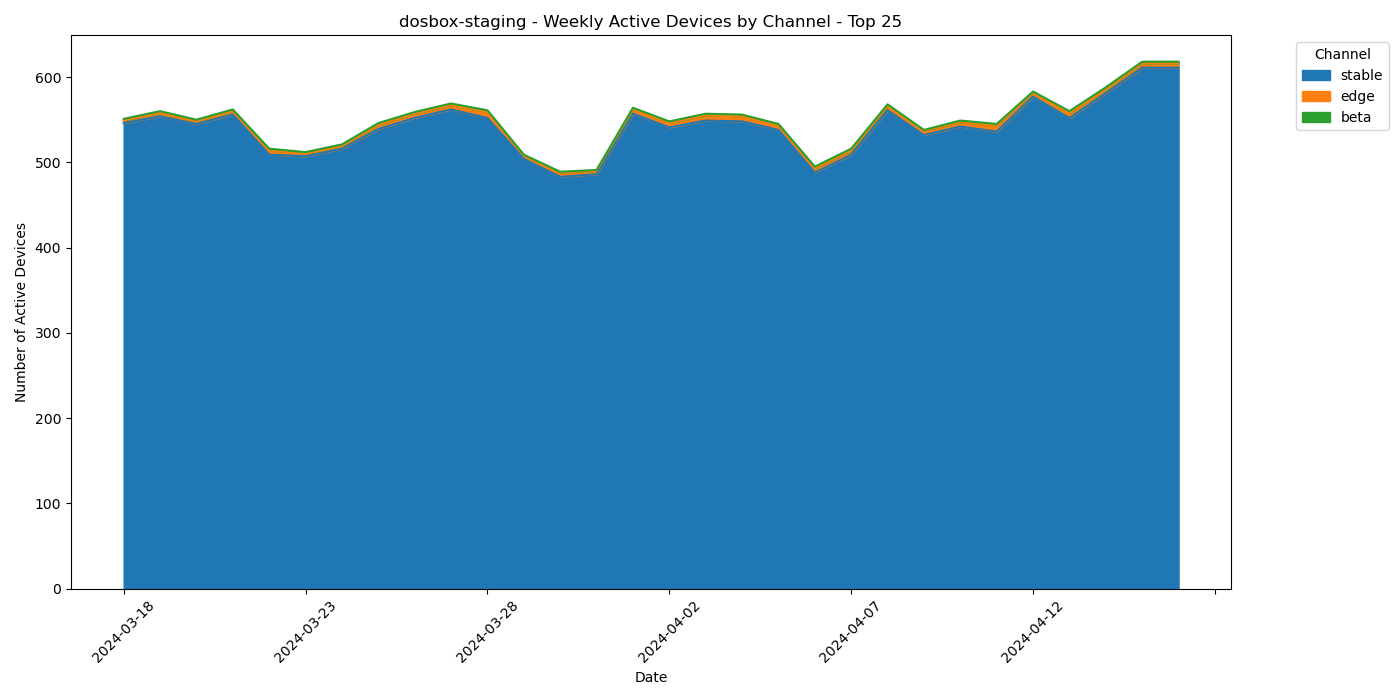 dosbox-staging - Weekly Active Devices by Channel - Top 25
Channel
stable
edge
beta
Number of Active Devices
600
500
400
300
200
100
0
2024-03-18
2024-03-23
2024-03-28
2024-04-02
2024-04-07
2024-04-12
Date